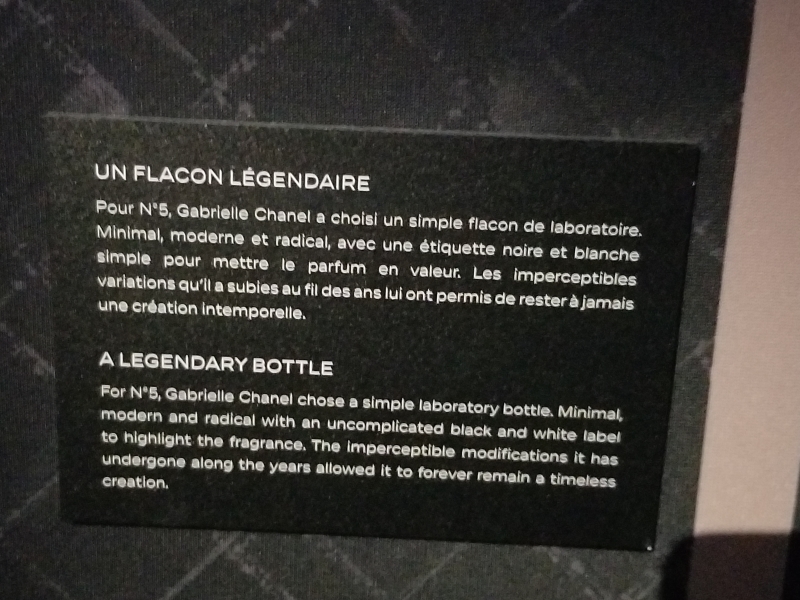 UN FLACON LÉGENDAIRE
Pour N°5, Gabrielle Chanel a choisi un simple flacon de laboratoire.
Minimal, moderne et radical, avec une étiquette noire et blanche
simple pour mettre le parfum en valeur. Les imperceptibles
variations qu'il a subies au fil des ans lui ont permis de rester à jamais
une création intemporelle.
A LEGENDARY BOTTLE
For N°5, Gabrielle Chanel chose a simple laboratory bottle. Minimal,
modern and radical with an uncomplicated black and white label
to highlight the fragrance. The imperceptible modifications it has
undergone along the years allowed it to forever remain a timeless
creation.